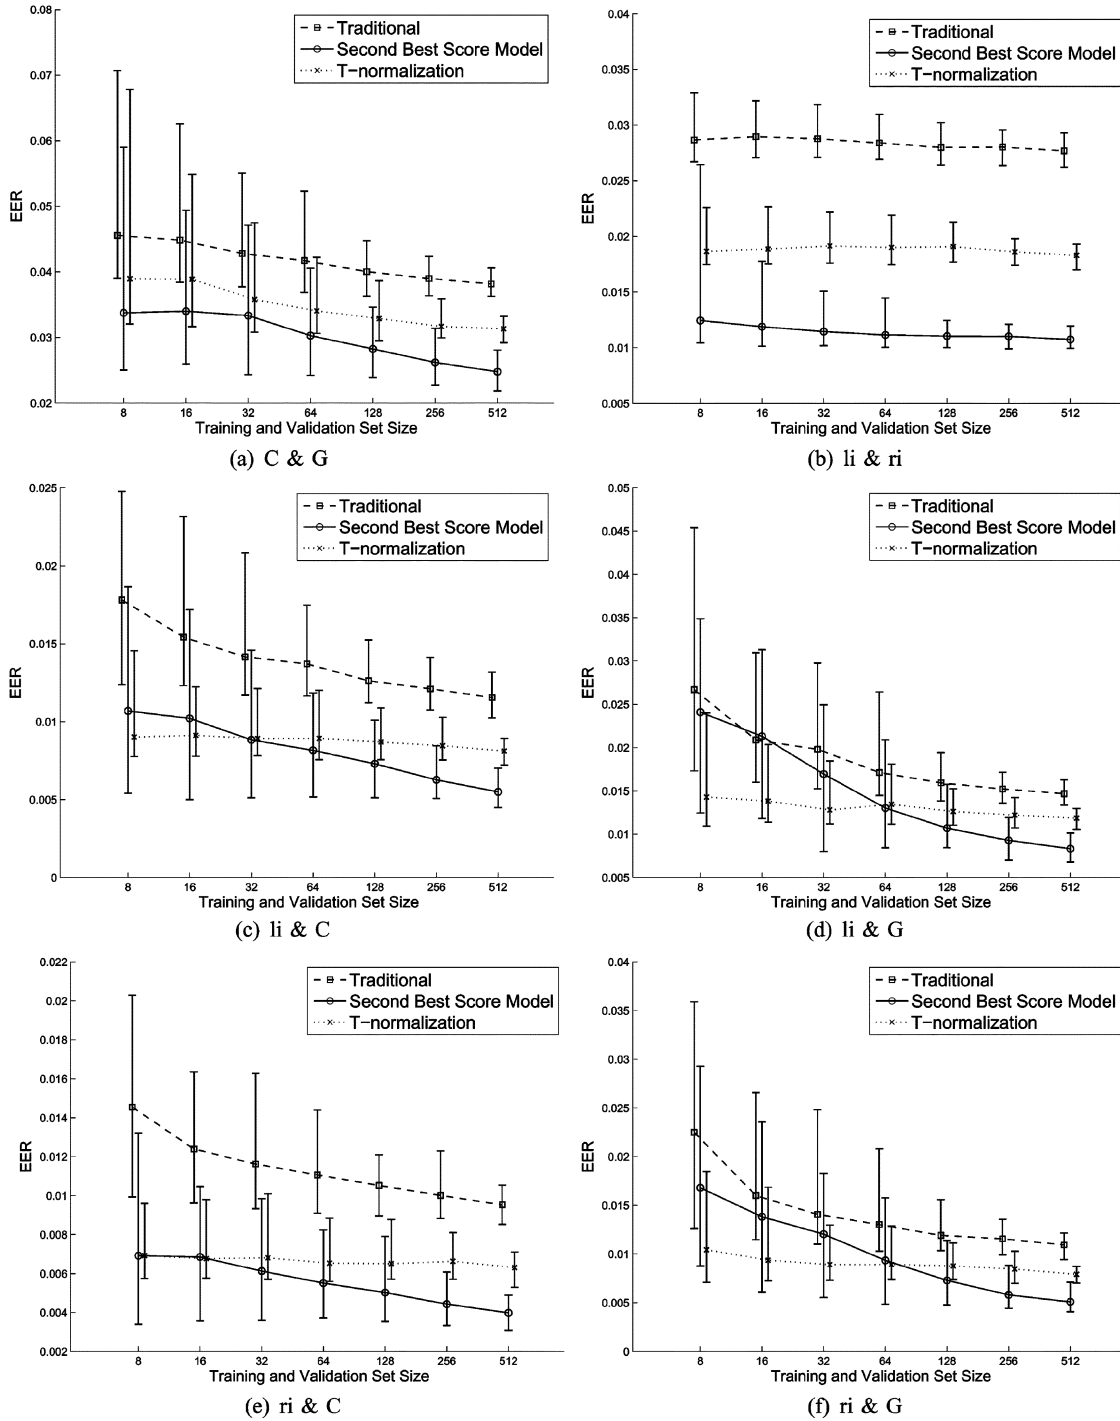 0.08
0.07
0.06
0.05
0.04
0.03
0.02
EER
Traditional
Second Best Score Model
T−normalization
8 16 32 64 128 256 512
Training and Validation Set Size
(a) C & G
0.04
0.035
0.03
0.025
0.02
0.015
0.01
0.005
EER
Traditional
Second Best Score Model
T−normalization
8 16 32 64 128 256 512
Training and Validation Set Size
(b) li & ri
0.025
0.02
0.015
0.01
0.005
0
EER
Traditional
Second Best Score Model
T−normalization
8 16 32 64 128 256 512
Training and Validation Set Size
(c) li & C
0.05
0.045
0.04
0.035
0.03
0.025
0.02
0.015
0.01
0.005
EER
Traditional
Second Best Score Model
T−normalization
8 16 32 64 128 256 512
Training and Validation Set Size
(d) li & G
0.022
0.02
0.018
0.016
0.014
0.012
0.01
0.008
0.006
0.004
0.002
EER
Traditional
Second Best Score Model
T−normalization
8 16 32 64 128 256 512
Training and Validation Set Size
(e) ri & C
0.04
0.035
0.03
0.025
0.02
0.015
0.01
0.005
0
EER
Traditional
Second Best Score Model
T−normalization
8 16 32 64 128 256 512
Training and Validation Set Size
(f) ri & G